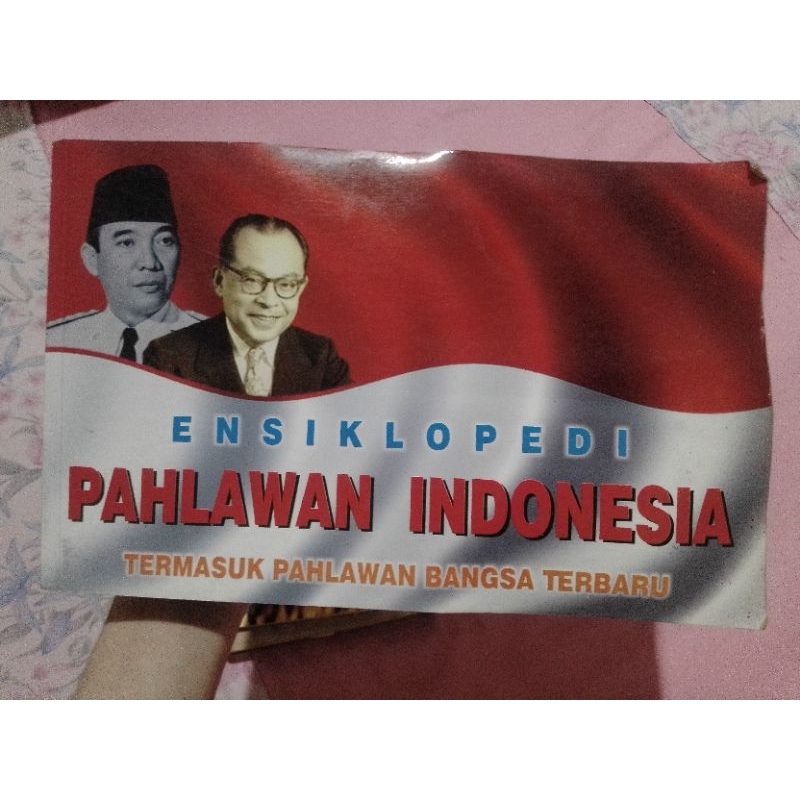 ENSIKLOPEDI
PAHLAWAN INDONESIA
TERMASUK PAHLAWAN BANGSA TERBARU